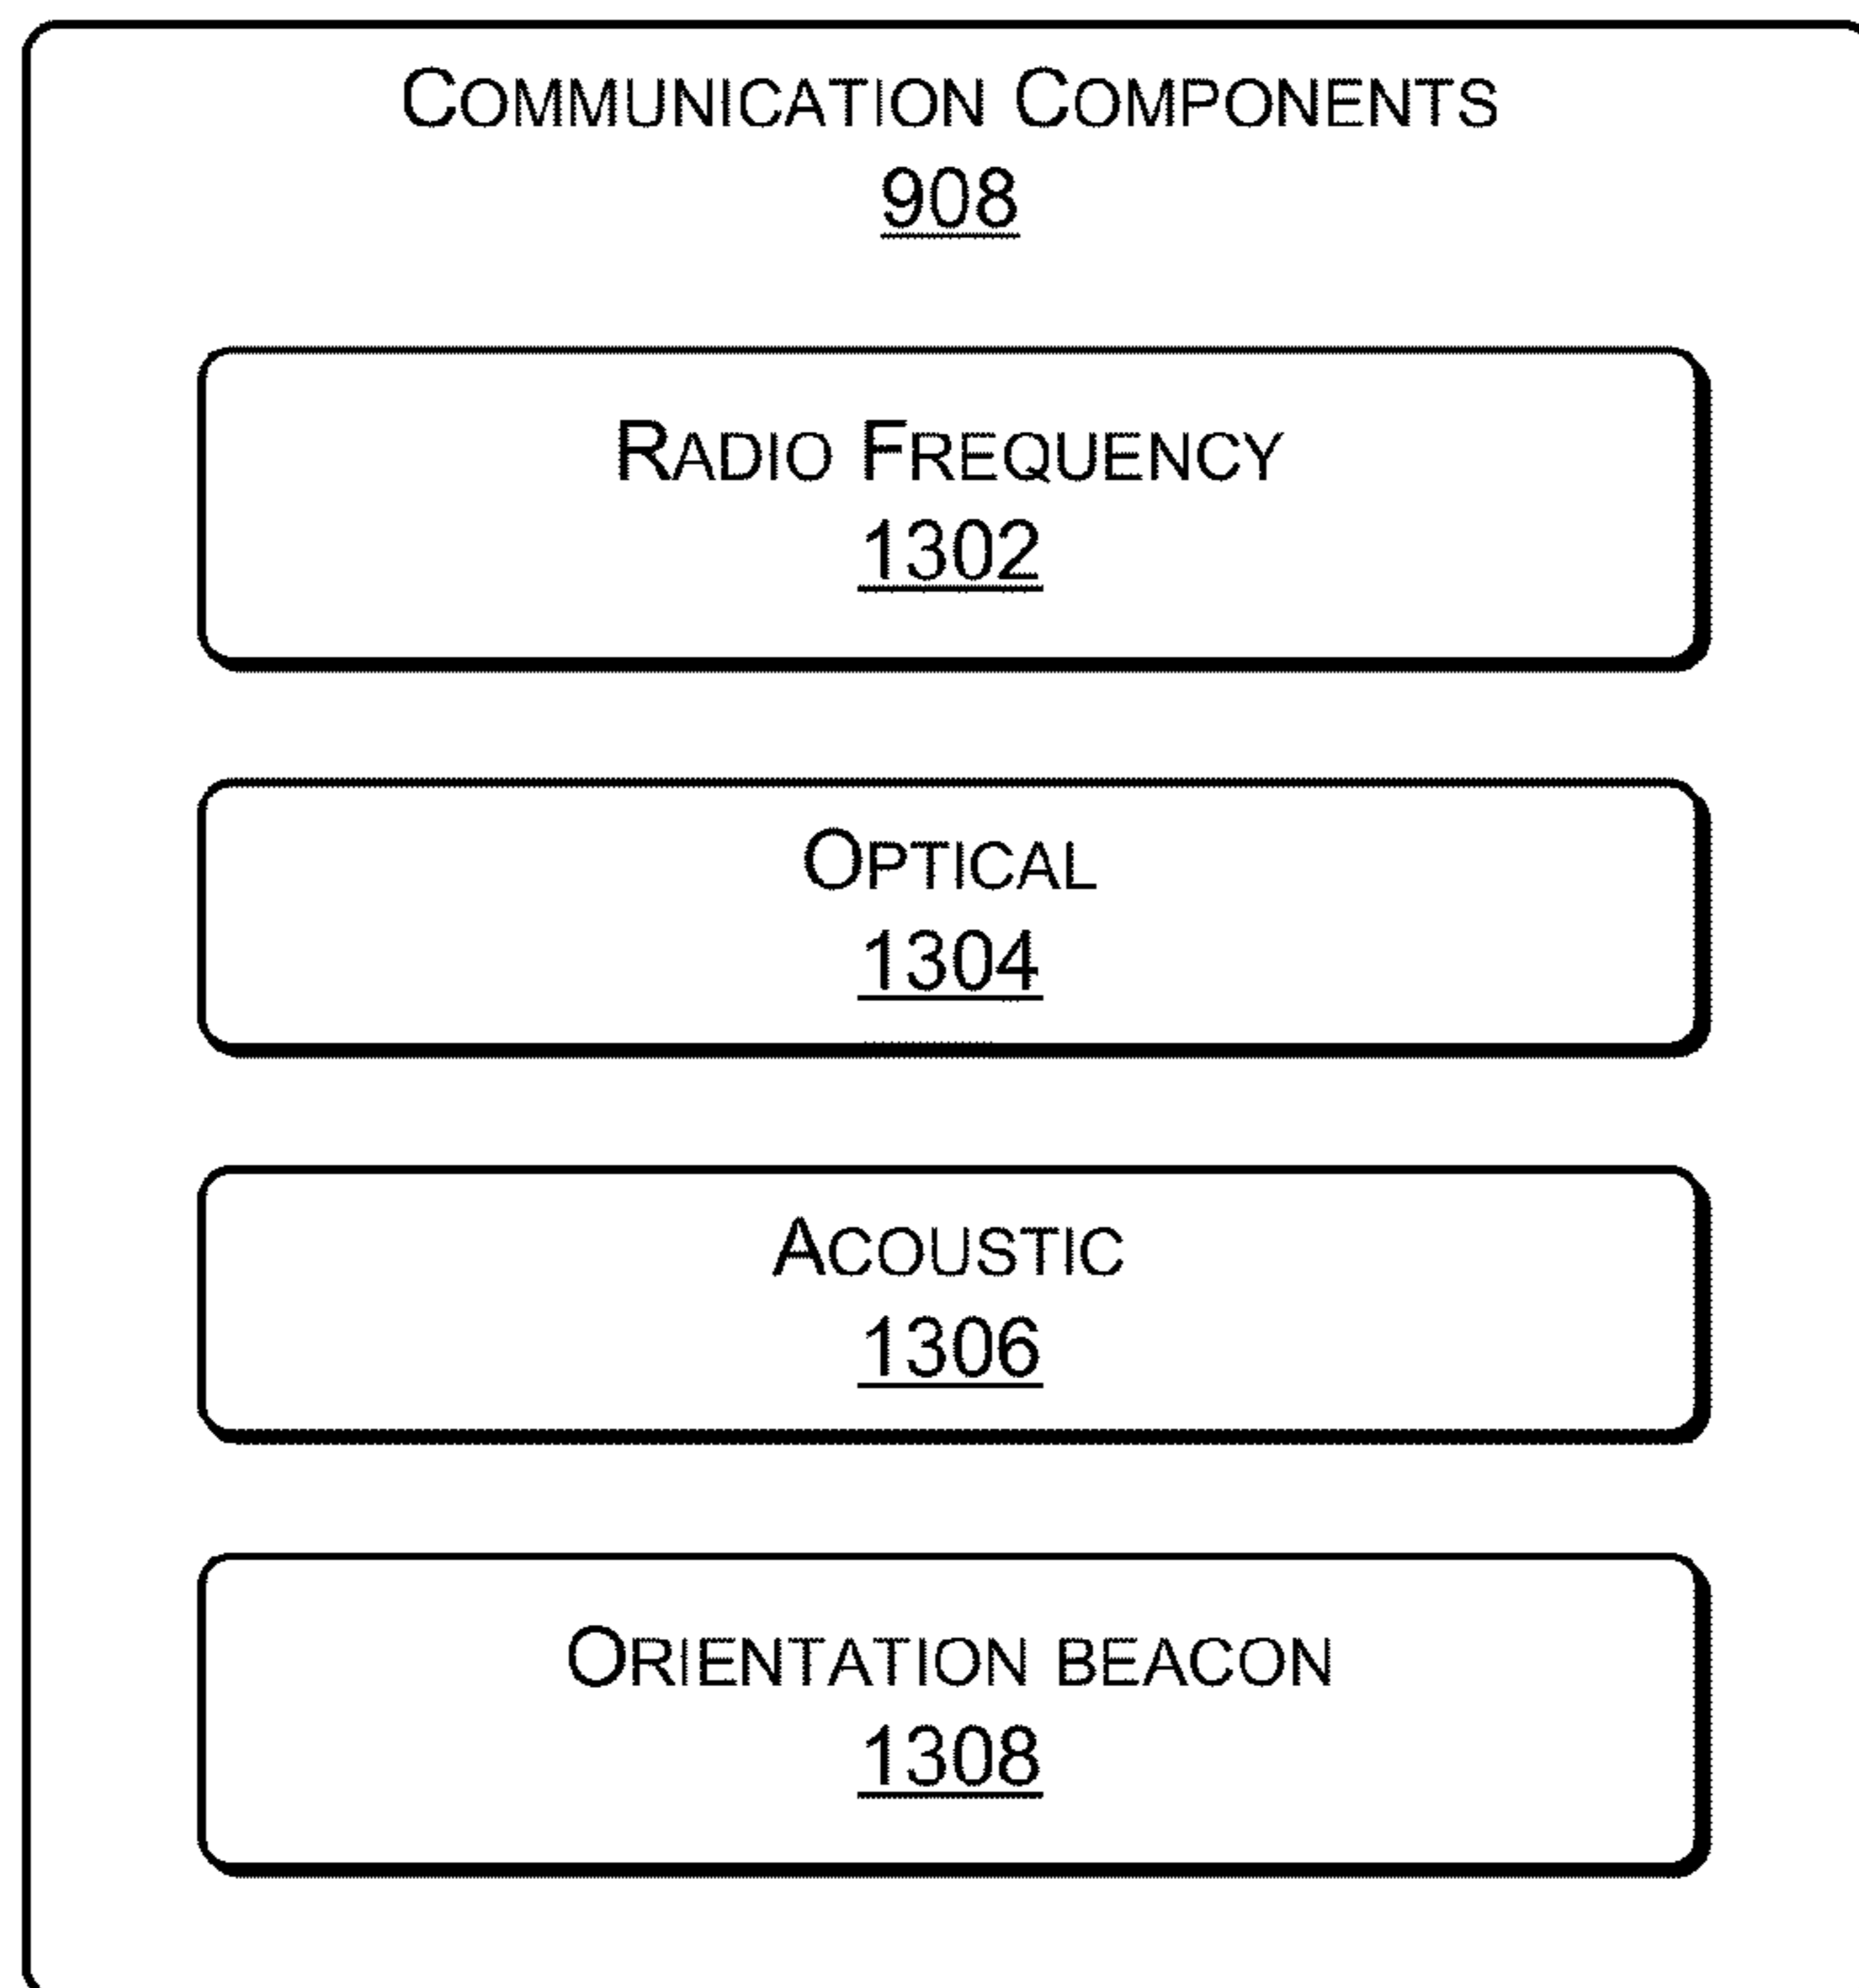 COMMUNICATION COMPONENTS
908
RADIO FREQUENCY
1302
OPTICAL
1304
ACOUSTIC
1306
ORIENTATION BEACON
1308